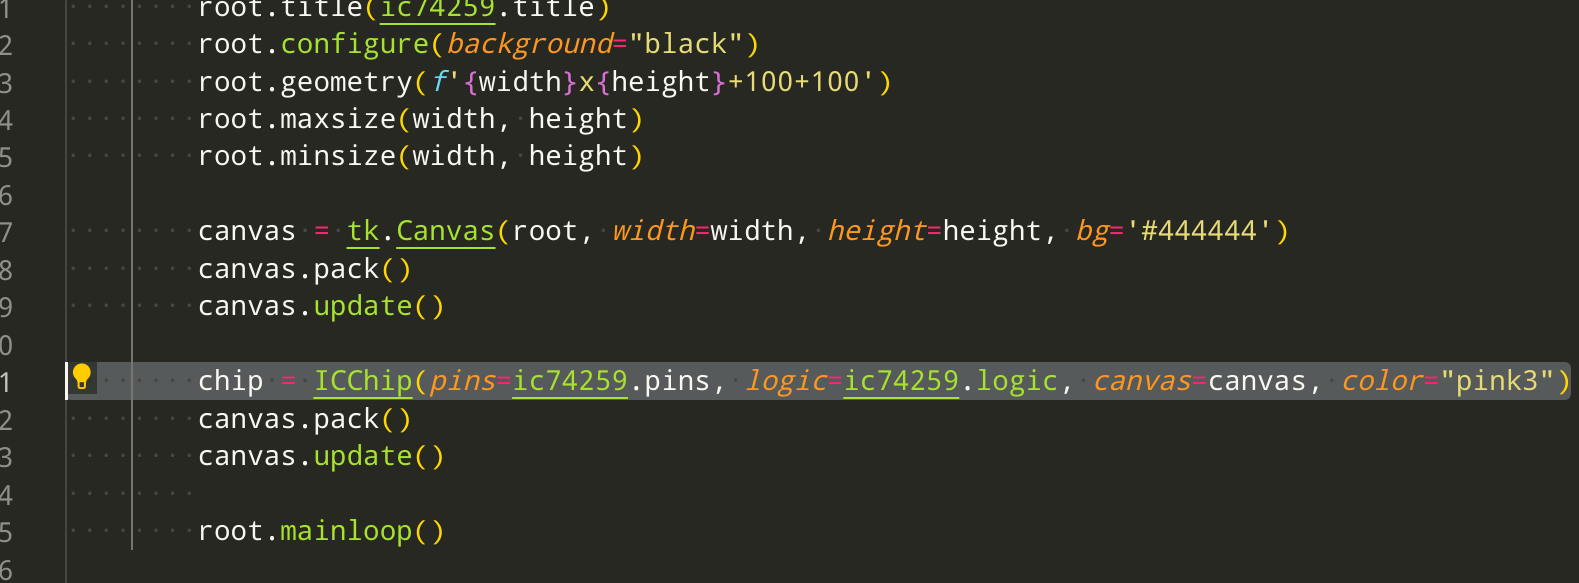 1 root.title(ic74259.title)
2 root.configure(background="black")
3 root.geometry(f'{width}x{height}+100+100')
4 root.maxsize(width, height)
5 root.minsize(width, height)
6
7 canvas = tk.Canvas(root, width=width, height=height, bg='#444444')
8 canvas.pack()
9 canvas.update()
0
1 chip = ICChip(pins=ic74259.pins, logic=ic74259.logic, canvas=canvas, color="pink3")
2 canvas.pack()
3 canvas.update()
4
5 root.mainloop()
6